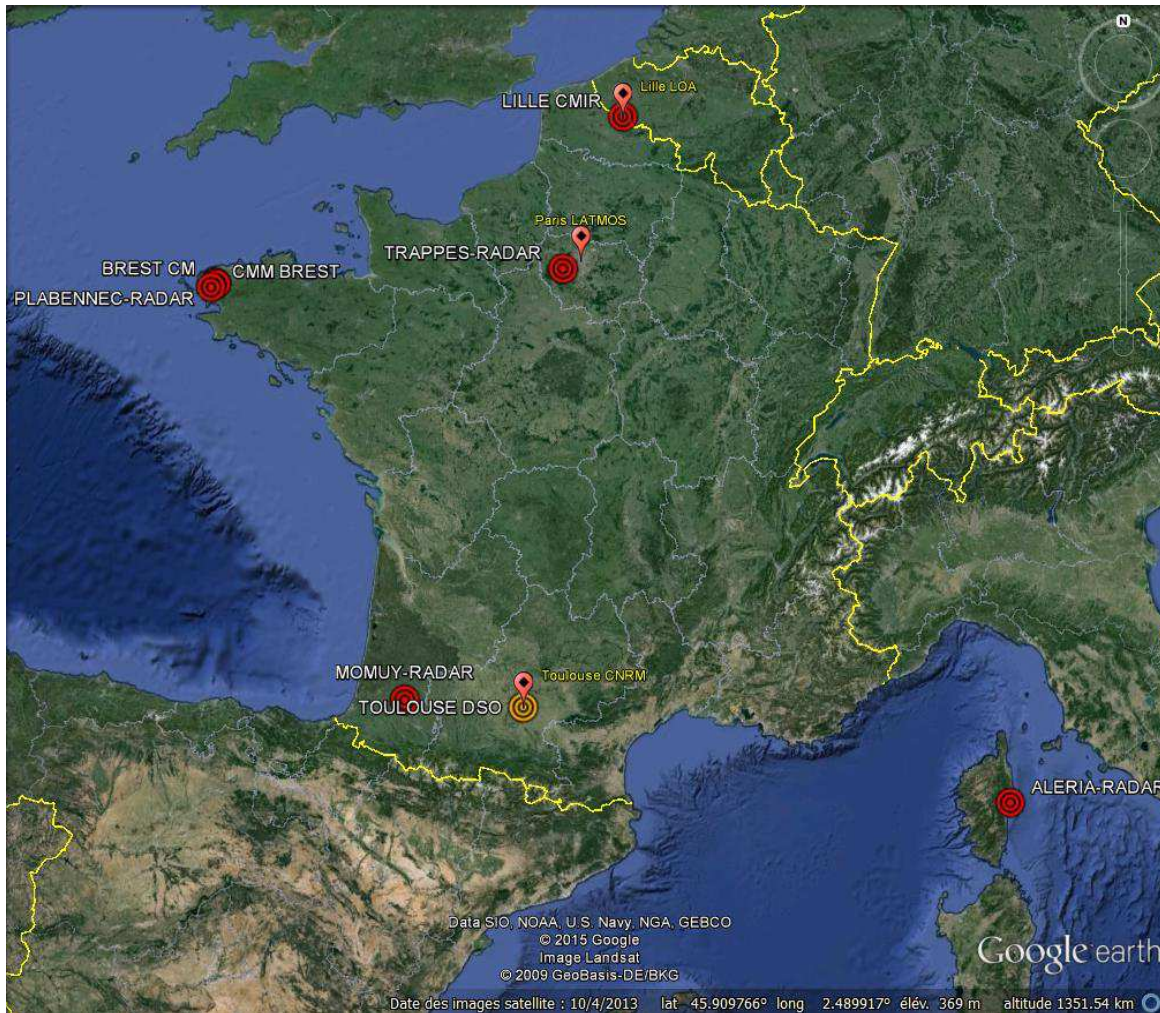 N
Lille LOA
LILLE CMIR
Paris LATMOS
TRAPPES-RADAR
BREST CM
CMM BREST
PLABENNEC-RADAR
MOMUY-RADAR
Toulouse CNRM
TOULOUSE DSO
ALERIA-RADAR
Data SIO, NOAA, U.S. Navy, NGA, GEBCO
© 2015 Google
Image Landsat
© 2009 GeoBasis-DE/BKG
Google earth
Date des images satellite : 10/4/2013 lat 45.909766° long 2.489917° élév. 369 m altitude 1351.54 km